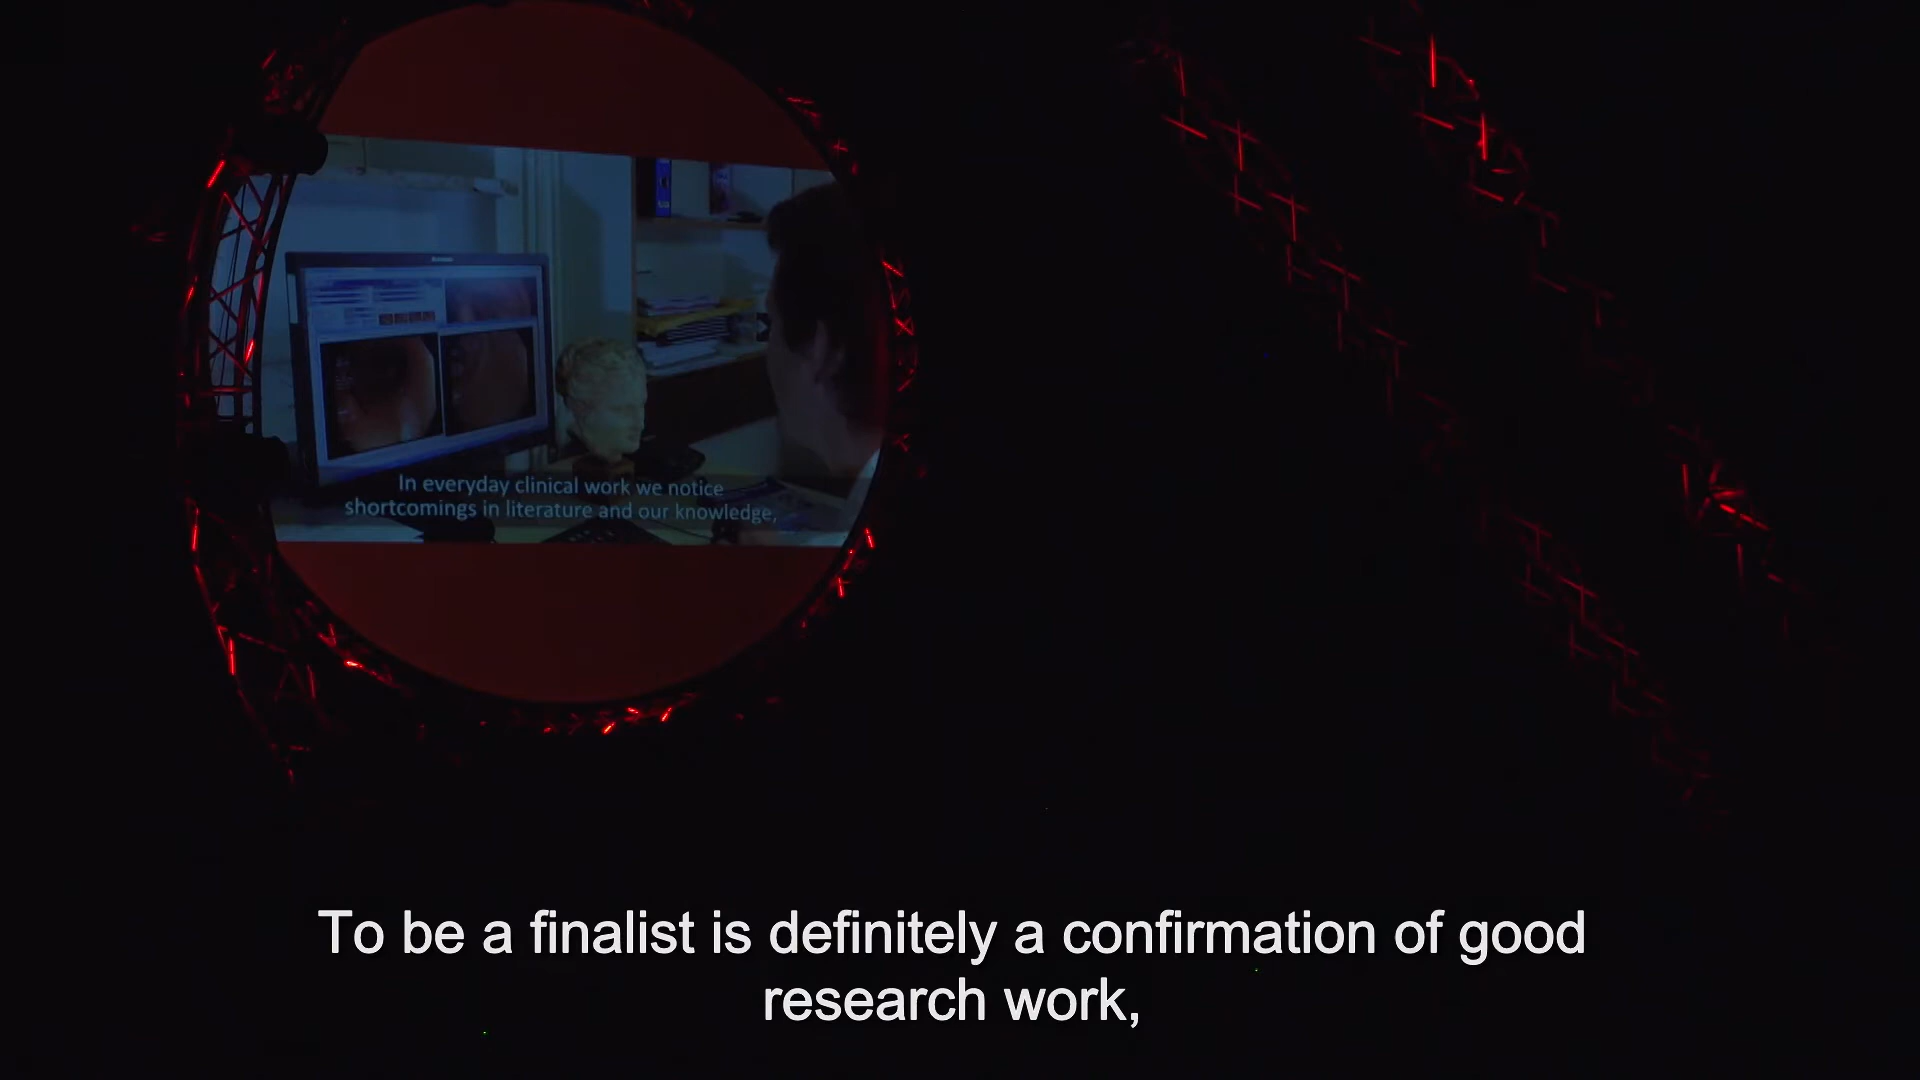 In everyday clinical work we notice
shortcomings in literature and our knowledge,
To be a finalist is definitely a confirmation of good
research work,